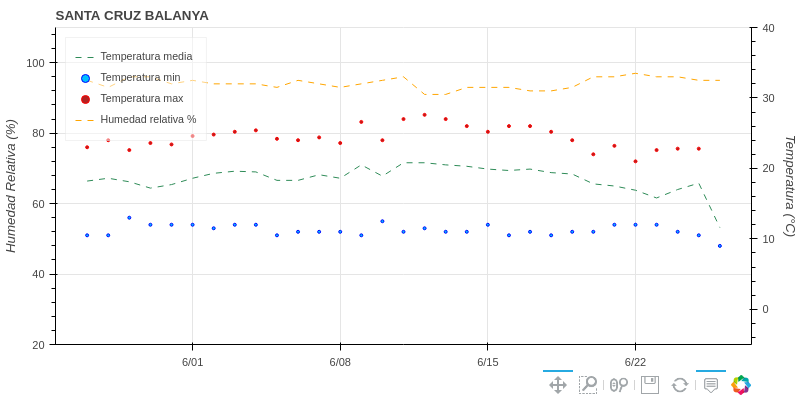 SANTA CRUZ BALANYA
Temperatura media
Temperatura min
Temperatura max
Humedad relativa %
Humedad Relativa (%)
100
80
60
40
20
40
30
20
10
0
Temperatura (°C)
6/01
6/08
6/15
6/22